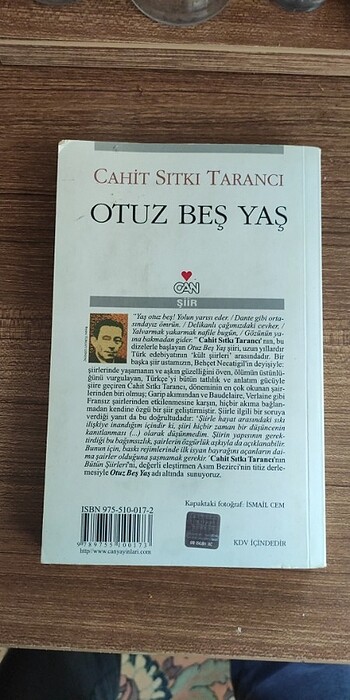 CAHİT SITKI TARANCI
OTUZ BEŞ YAŞ
CAN
ŞİİR
"Yaş otuz beş! Yolun yarısı eder. / Dante gibi orta-
sındayız ömrün. / Delikanlı çağımızdaki cevher, /
Yalvarmak yakarmak nafile bugün, / Gözünün ya-
şına bakmadan gider." Cahit Sıtkı Tarancı'nın, bu
dizelerle başlayan Otuz Beş Yaş şiiri, uzun yıllardır
Türk edebiyatının 'kült şiirleri' arasındadır. Bir
başka şiir ustamızın, Behçet Necatigil'in deyişiyle:
şiirlerinde yaşamanın ve aşkın güzelliğini öven, ölümün üstünlü-
ğünü vurgulayan, Türkçe'yi bütün tatlılık ve anlatım gücüyle
şiire geçiren Cahit Sıtkı Tarancı, döneminin en çok okunan şair-
lerinden biri olmuş; Garip akımından ve Baudelaire, Verlaine gibi
Fransız şairlerinden etkilenmesine karşın, hiçbir akıma bağlan-
madan kendine özgü bir şiir geliştirmiştir. Şiirle ilgili bir soruya
verdiği yanıt da bu doğrultudadır: "Şiirle hayat arasındaki sıkı
ilişkiye inandığım içindir ki, şiiri hiçbir zaman bir düşüncenin
kanıtlanması (...) olarak düşünmedim. Şiirin yapısının gerek-
tirdiği bu bağımsızlık, şairlerin özgürlük aşkıyla da açıklanabilir.
Bunun için, baskı rejimlerinde ilk isyan bayrağını açanların dai-
ma şairler olduğuna şaşmamak gerekir." Cahit Sıtkı Tarancı'nın
Bütün Şiirleri'ni, değerli eleştirmen Asım Bezirci'nin titiz derle-
mesiyle Otuz Beş Yaş adı altında sunuyoruz.
Kapaktaki fotoğraf: İSMAİL CEM
ISBN 975-510-017-2
9789755100173
http://www.canyayinlari.com
KDV İÇİNDEDİR